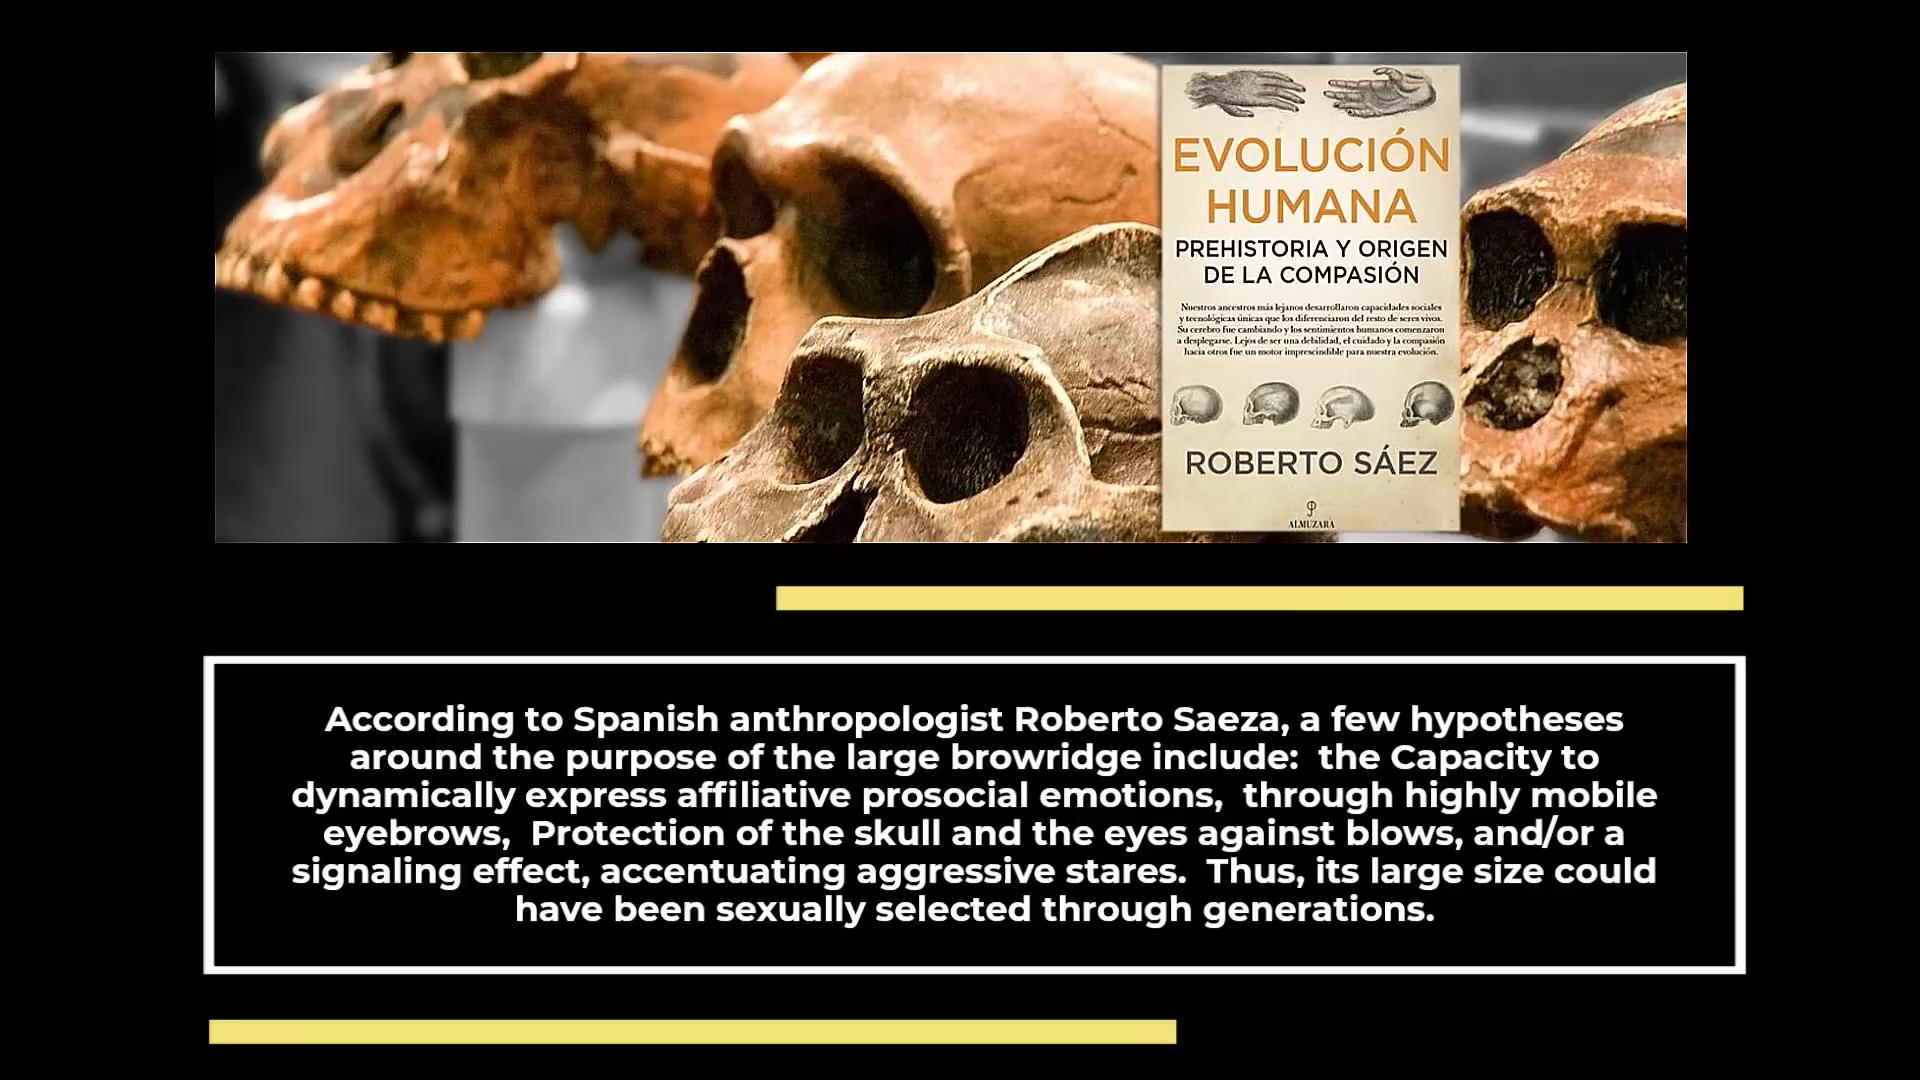 EVOLUCIÓN
HUMANA
PREHISTORIA Y ORIGEN
DE LA COMPASIÓN
Nuestros ancestros más lejanos desarrollaron capacidades sociales
y tecnológicas únicas que los diferenciaron del resto de seres vivos.
Su cerebro fue cambiando y los sentimientos humanos comenzaron
a desplegarse. Lejos de ser una debilidad, el cuidado y la compasión
hacia otros fue un motor imprescindible para nuestra evolución.
ROBERTO SÁEZ
ALMUZARA
According to Spanish anthropologist Roberto Saeza, a few hypotheses
around the purpose of the large browridge include:  the Capacity to
dynamically express affiliative prosocial emotions,  through highly mobile
eyebrows,  Protection of the skull and the eyes against blows, and/or a
signaling effect, accentuating aggressive stares.  Thus, its large size could
have been sexually selected through generations.